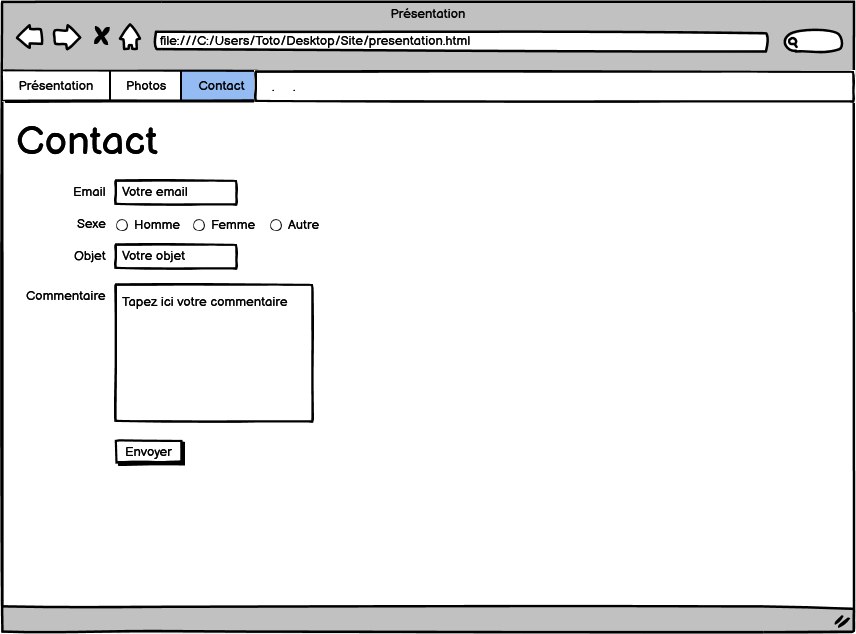 Présentation
file:///C:/Users/Toto/Desktop/Site/presentation.html
Présentation Photos Contact . .
Contact
Email Votre email
Sexe Homme Femme Autre
Objet Votre objet
Commentaire Tapez ici votre commentaire
Envoyer